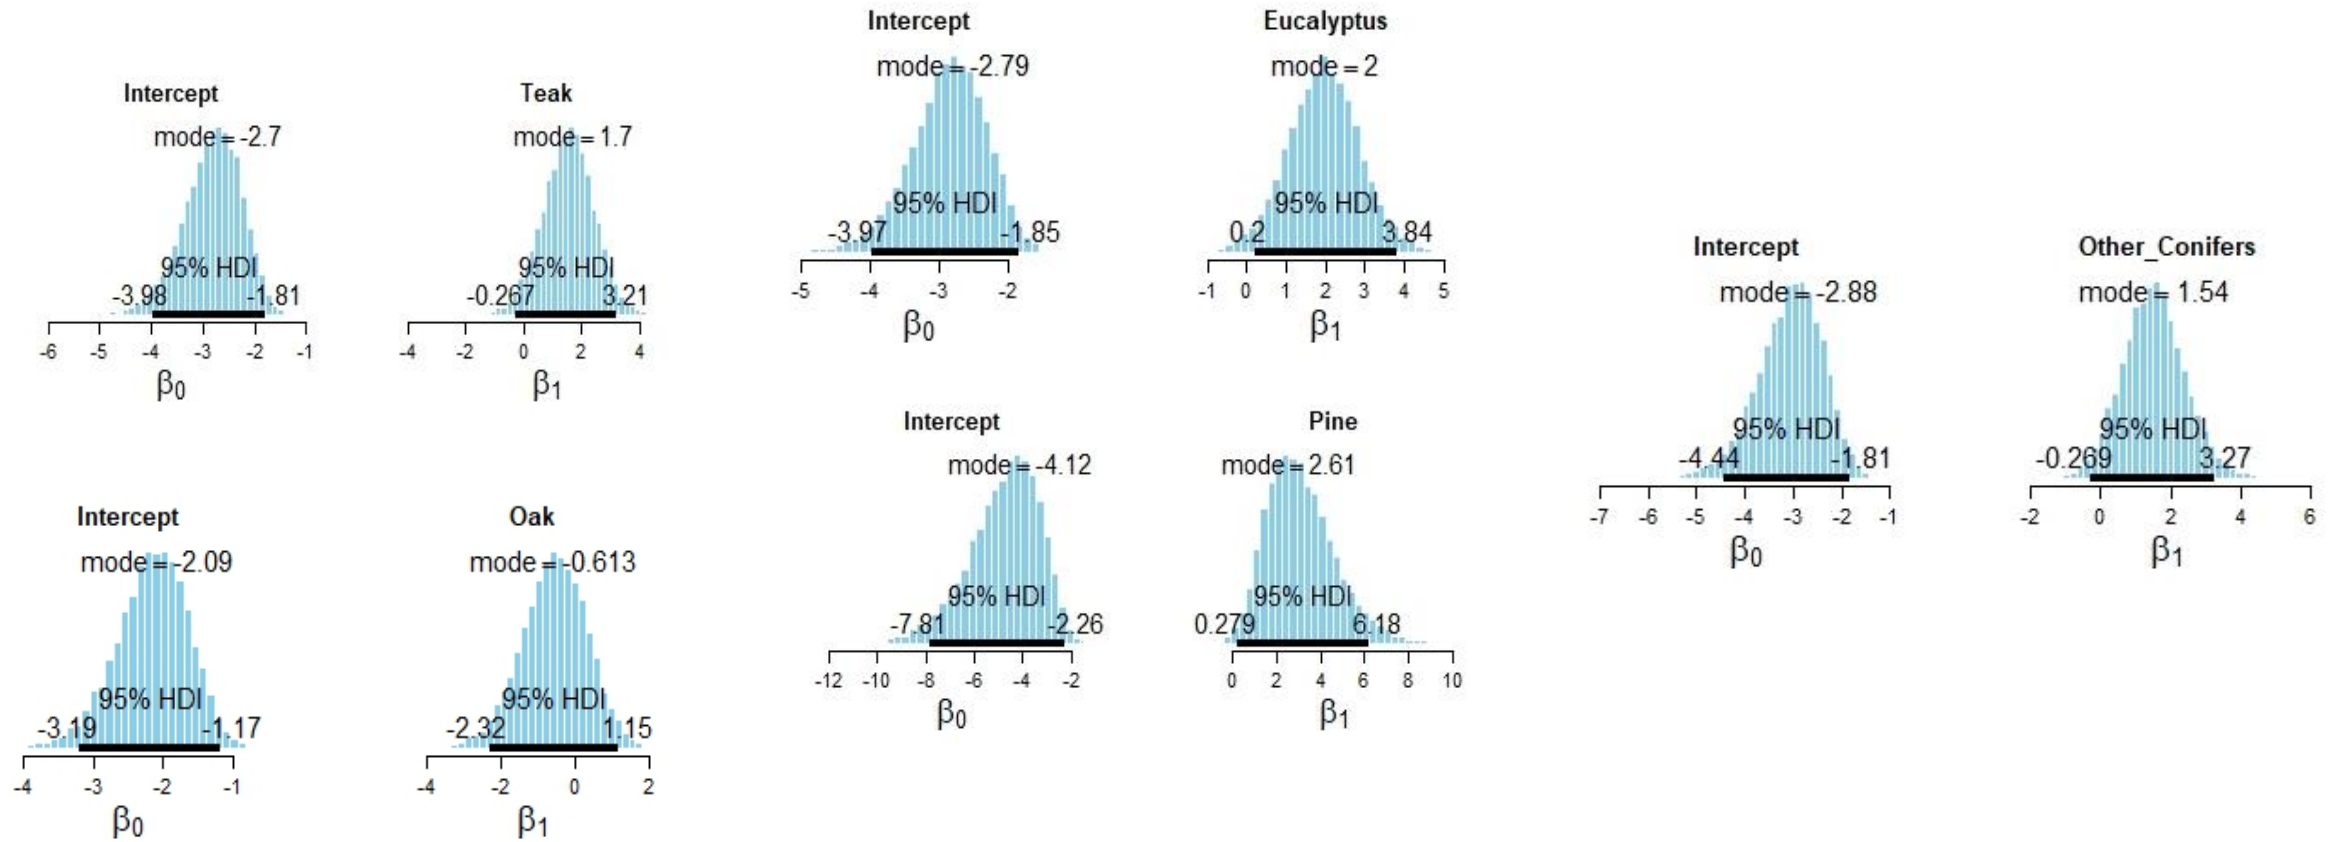 Intercept
mode = -2.7
95% HDI
-3.98 -1.81
-6 -5 -4 -3 -2 -1
β0
Teak
mode = 1.7
95% HDI
-0.267 3.21
-4 -2 0 2 4
β1
Intercept
mode = -2.09
95% HDI
-3.19 -1.17
-4 -3 -2 -1
β0
Oak
mode = -0.613
95% HDI
-2.32 1.15
-4 -2 0 2
β1
Intercept
mode = -2.79
95% HDI
-3.97 -1.85
-5 -4 -3 -2
β0
Eucalyptus
mode = 2
95% HDI
0.2 3.84
-1 0 1 2 3 4 5
β1
Intercept
mode = -4.12
95% HDI
-7.81 -2.26
-12 -10 -8 -6 -4 -2
β0
Pine
mode = 2.61
95% HDI
0.279 6.18
0 2 4 6 8 10
β1
Intercept
mode = -2.88
95% HDI
-4.44 -1.81
-7 -6 -5 -4 -3 -2 -1
β0
Other_Conifers
mode = 1.54
95% HDI
-0.269 3.27
-2 0 2 4 6
β1